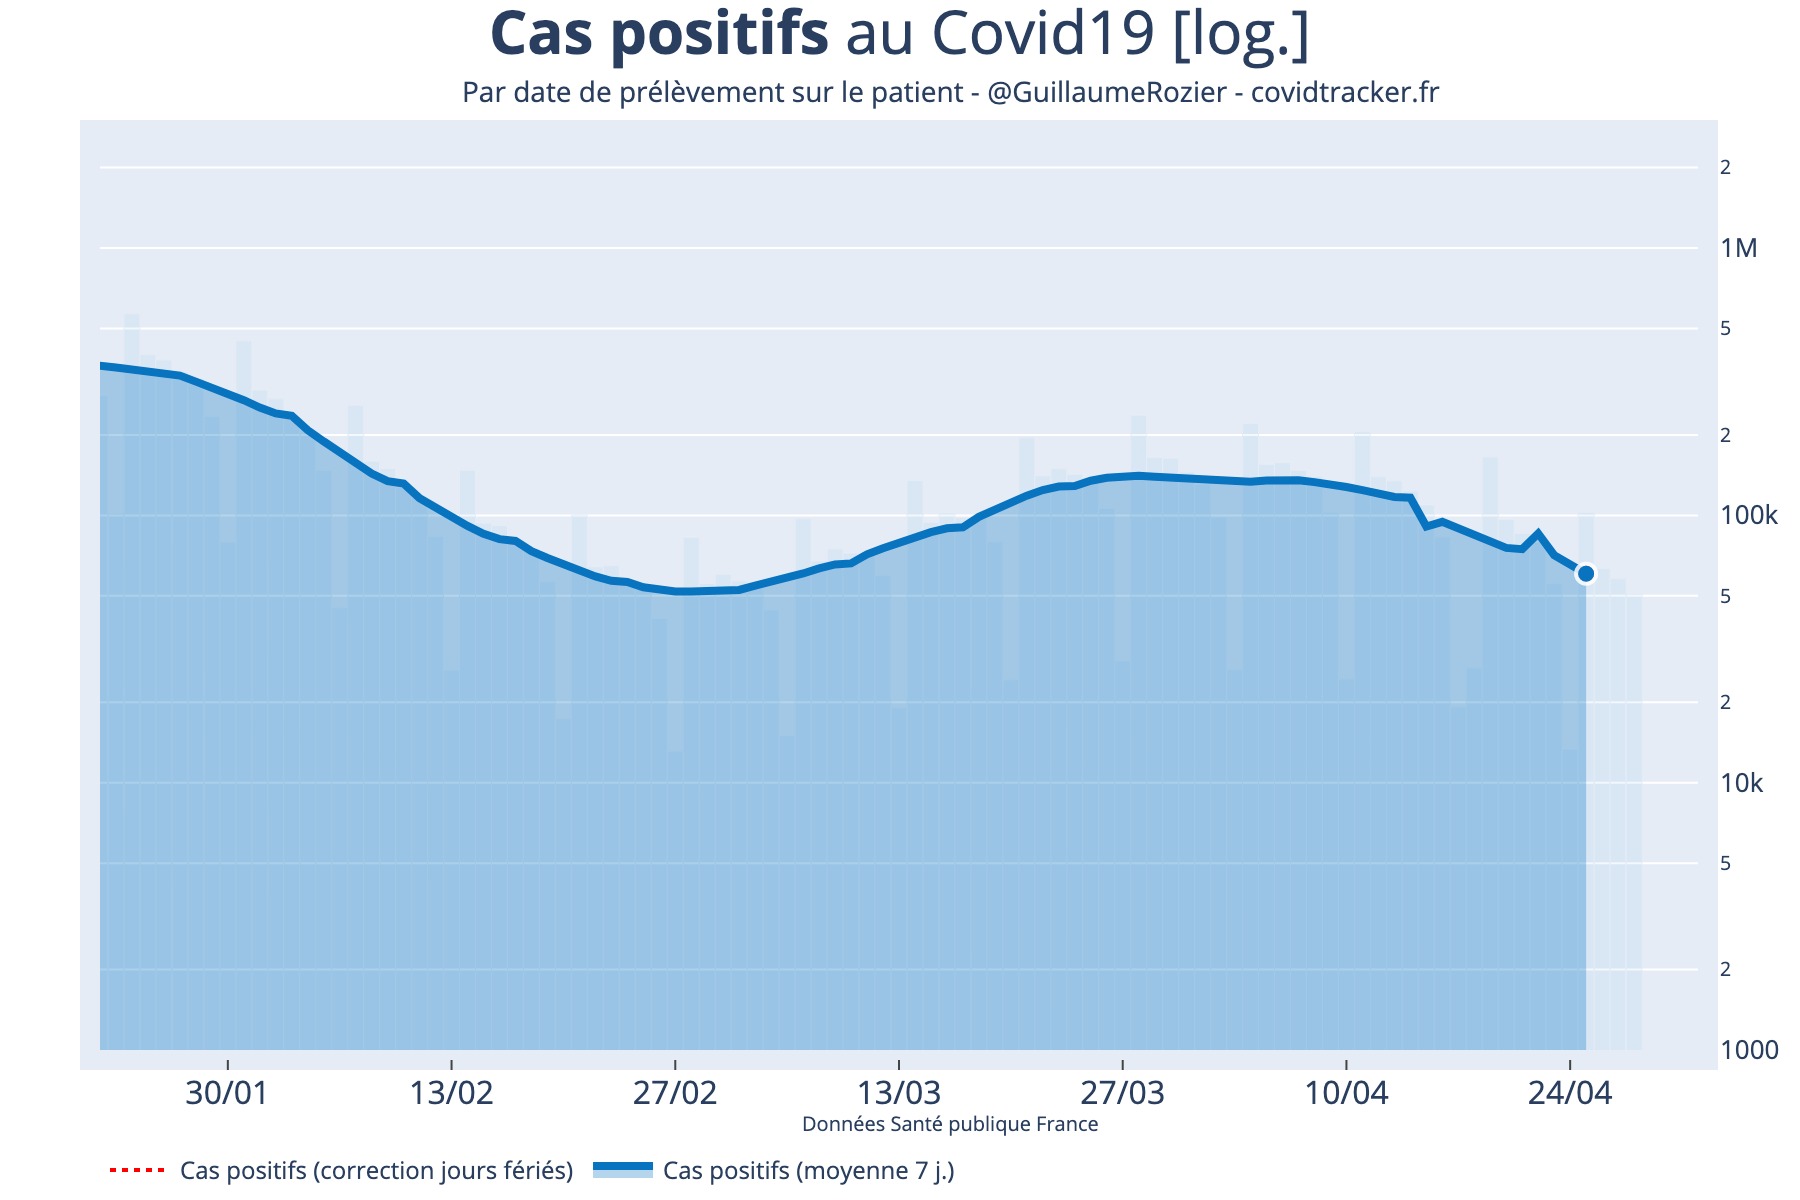 Cas positifs au Covid19 [log.]
Par date de prélèvement sur le patient - @GuillaumeRozier - covidtracker.fr
2
1M
5
2
100k
5
2
10k
5
2
1000
30/01 13/02 27/02 13/03 27/03 10/04 24/04
Données Santé publique France
Cas positifs (correction jours fériés) Cas positifs (moyenne 7 j.)